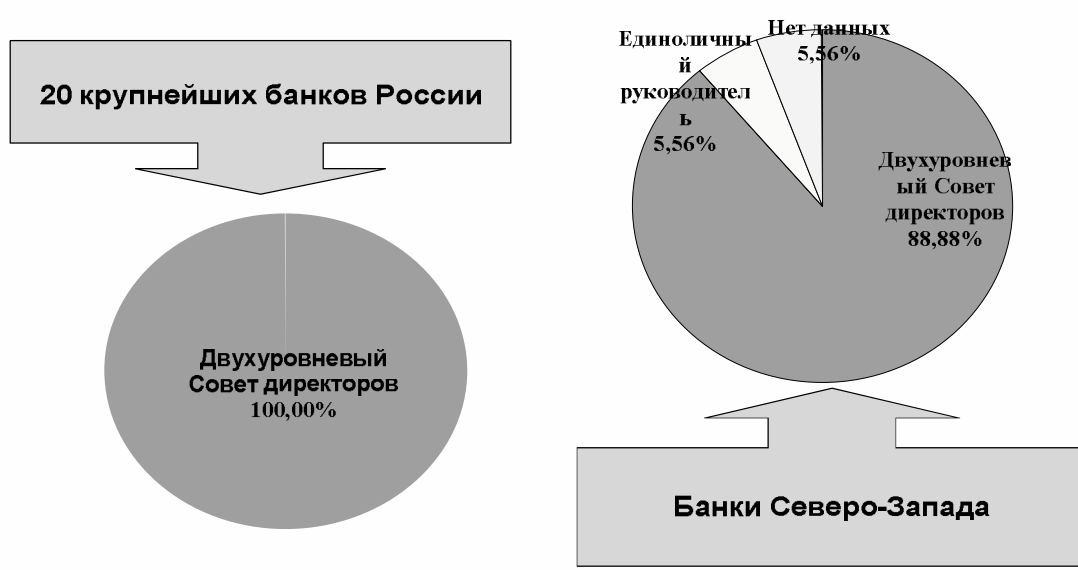 20 крупнейших банков России
Двухуровневый
Совет директоров
100,00%
Единоличны
й
руководител
ь
5,56%
Нет данных
5,56%
Двухуровнев
ый Совет
директоров
88,88%
Банки Северо-Запада